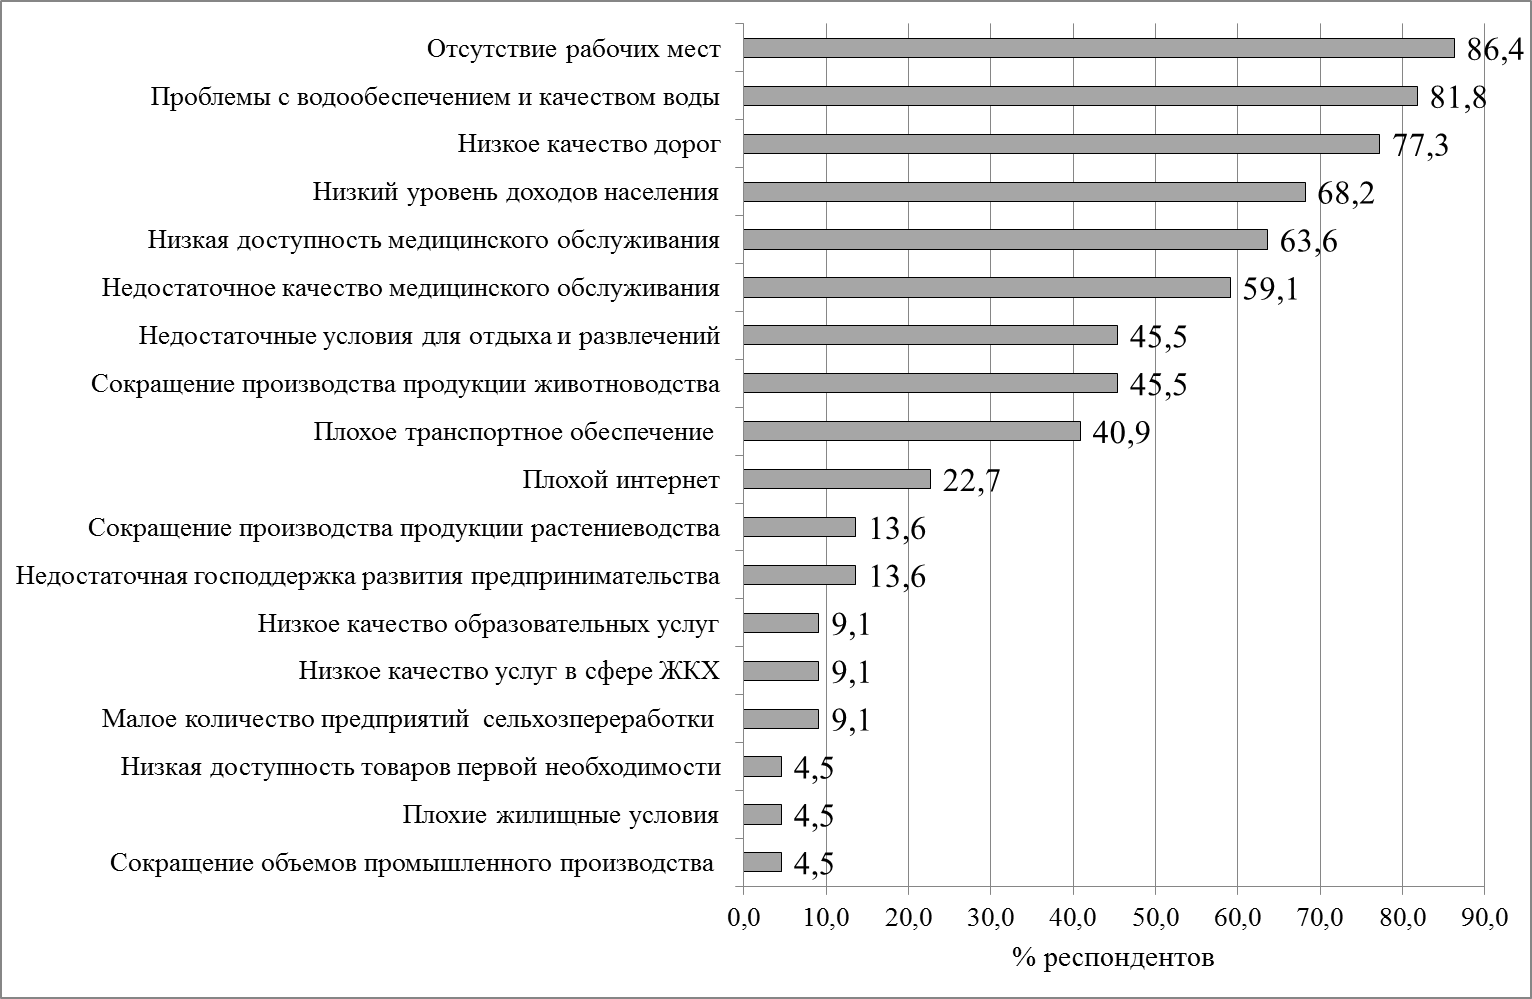 Отсутствие рабочих мест 86,4
Проблемы с водообеспечением и качеством воды 81,8
Низкое качество дорог 77,3
Низкий уровень доходов населения 68,2
Низкая доступность медицинского обслуживания 63,6
Недостаточное качество медицинского обслуживания 59,1
Недостаточные условия для отдыха и развлечений 45,5
Сокращение производства продукции животноводства 45,5
Плохое транспортное обеспечение 40,9
Плохой интернет 22,7
Сокращение производства продукции растениеводства 13,6
Недостаточная господдержка развития предпринимательства 13,6
Низкое качество образовательных услуг 9,1
Низкое качество услуг в сфере ЖКХ 9,1
Малое количество предприятий сельхозпереработки 9,1
Низкая доступность товаров первой необходимости 4,5
Плохие жилищные условия 4,5
Сокращение объемов промышленного производства 4,5
0,0 10,0 20,0 30,0 40,0 50,0 60,0 70,0 80,0 90,0
% респондентов